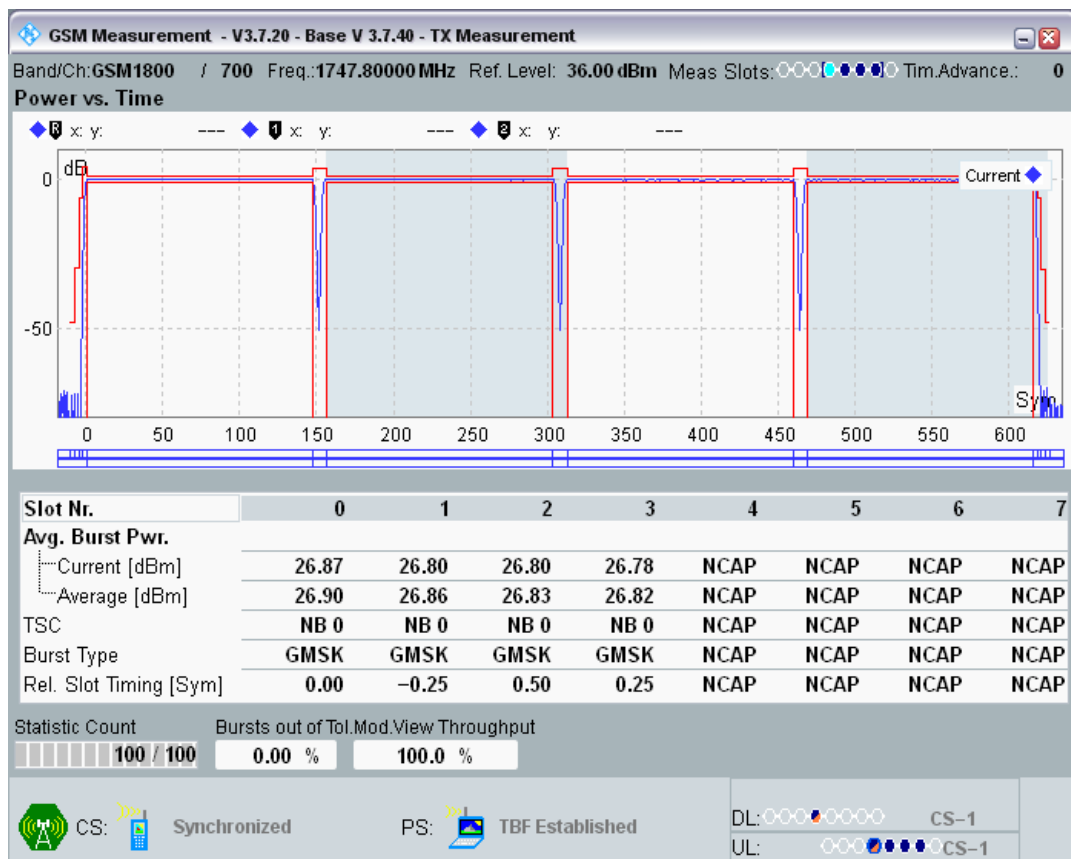 GSM Measurement - V3.7.20 - Base V 3.7.40 - TX Measurement
Band/Ch:GSM1800 / 700 Freq.:1747.80000 MHz Ref. Level: 36.00 dBm Meas Slots: Tim.Advance.: 0
Power vs. Time
R x: y: --- 1 x: y: --- 2 x: y: ---
dB
0
Current
-50
Sym
0 50 100 150 200 250 300 350 400 450 500 550 600
Slot Nr. 0 1 2 3 4 5 6 7
Avg. Burst Pwr.
Current [dBm] 26.87 26.80 26.80 26.78 NCAP NCAP NCAP NCAP
Average [dBm] 26.90 26.86 26.83 26.82 NCAP NCAP NCAP NCAP
TSC NB 0 NB 0 NB 0 NB 0 NCAP NCAP NCAP NCAP
Burst Type GMSK GMSK GMSK GMSK NCAP NCAP NCAP NCAP
Rel. Slot Timing [Sym] 0.00 −0.25 0.50 0.25 NCAP NCAP NCAP NCAP
Statistic Count Bursts out of Tol.Mod.View Throughput
100 / 100 0.00 % 100.0 %
CS: Synchronized PS: TBF Established
DL: CS−1
UL: CS−1